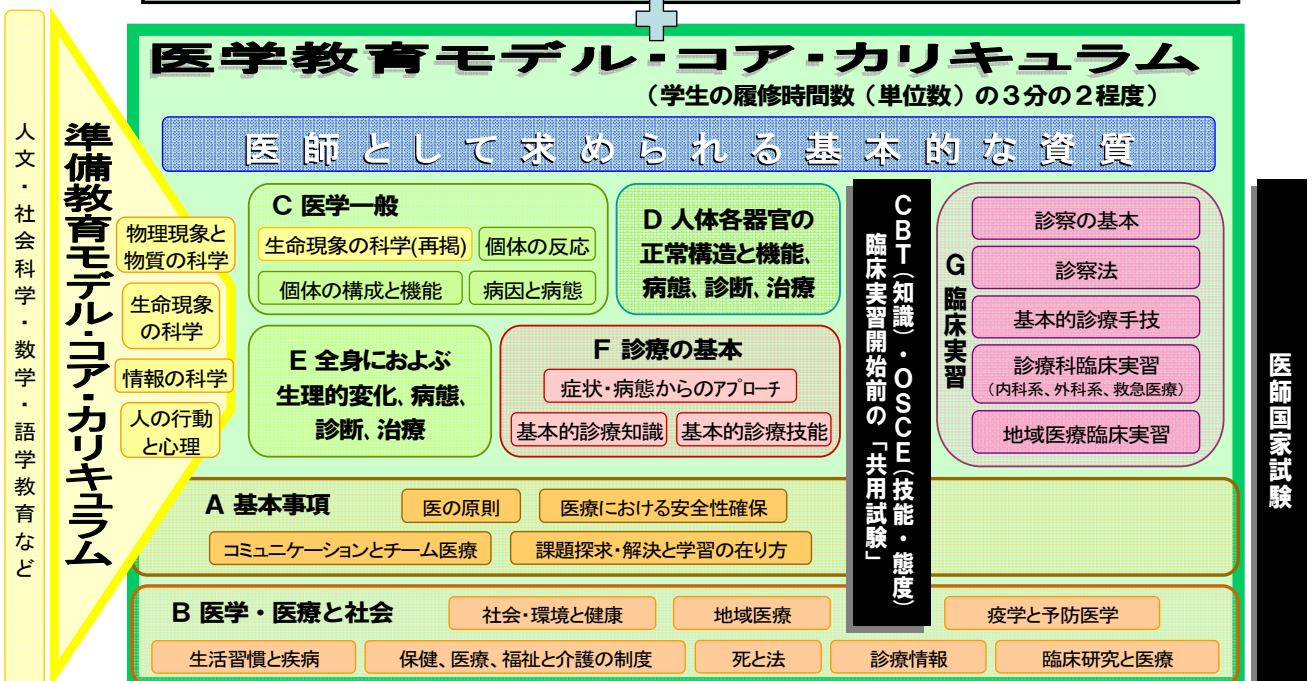 医学教育モデル・コア・カリキュラム
(学生の履修時間数(単位数)の3分の2程度)
医師として求められる基本的な資質
人文・社会科学・数学・語学教育など
準備教育モデル・コア・カリキュラム
物理現象と
物質の科学
生命現象
の科学
情報の科学
人の行動
と心理
C 医学一般
生命現象の科学(再掲)
個体の反応
個体の構成と機能
病因と病態
D 人体各器官の
正常構造と機能、
病態、診断、治療
E 全身におよぶ
生理的変化、病態、
診断、治療
F 診療の基本
症状・病態からのアプローチ
基本的診療知識
基本的診療技能
CBT(知識)・OSCE(技能・態度)
臨床実習開始前の「共用試験」
G 臨床実習
診察の基本
診察法
基本的診療手技
診療科臨床実習
(内科系、外科系、救急医療)
地域医療臨床実習
医師国家試験
A 基本事項
医の原則
医療における安全性確保
コミュニケーションとチーム医療
課題探求・解決と学習の在り方
B 医学・医療と社会
社会・環境と健康
地域医療
疫学と予防医学
生活習慣と疾病
保健、医療、福祉と介護の制度
死と法
診療情報
臨床研究と医療